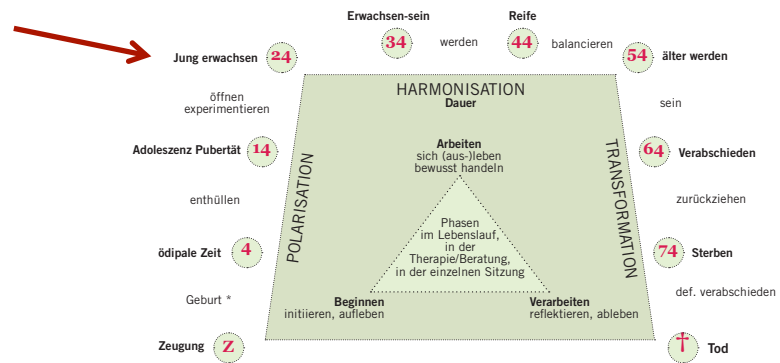 Erwachsen-sein
Reife
34
werden
44
balancieren
Jung erwachsen
24
54
älter werden
HARMONISATION
Dauer
öffnen
experimentieren
sein
Arbeiten
sich (aus-)leben
bewusst handeln
Adoleszenz Pubertät
14
64
Verabschieden
POLARISATION
TRANSFORMATION
enthüllen
zurückziehen
Phasen
im Lebenslauf,
in der
Therapie/Beratung,
in der einzelnen Sitzung
ödipale Zeit
4
74
Sterben
Geburt *
def. verabschieden
Beginnen
initiieren, aufleben
Verarbeiten
reflektieren, ableben
Zeugung
Z
†
Tod